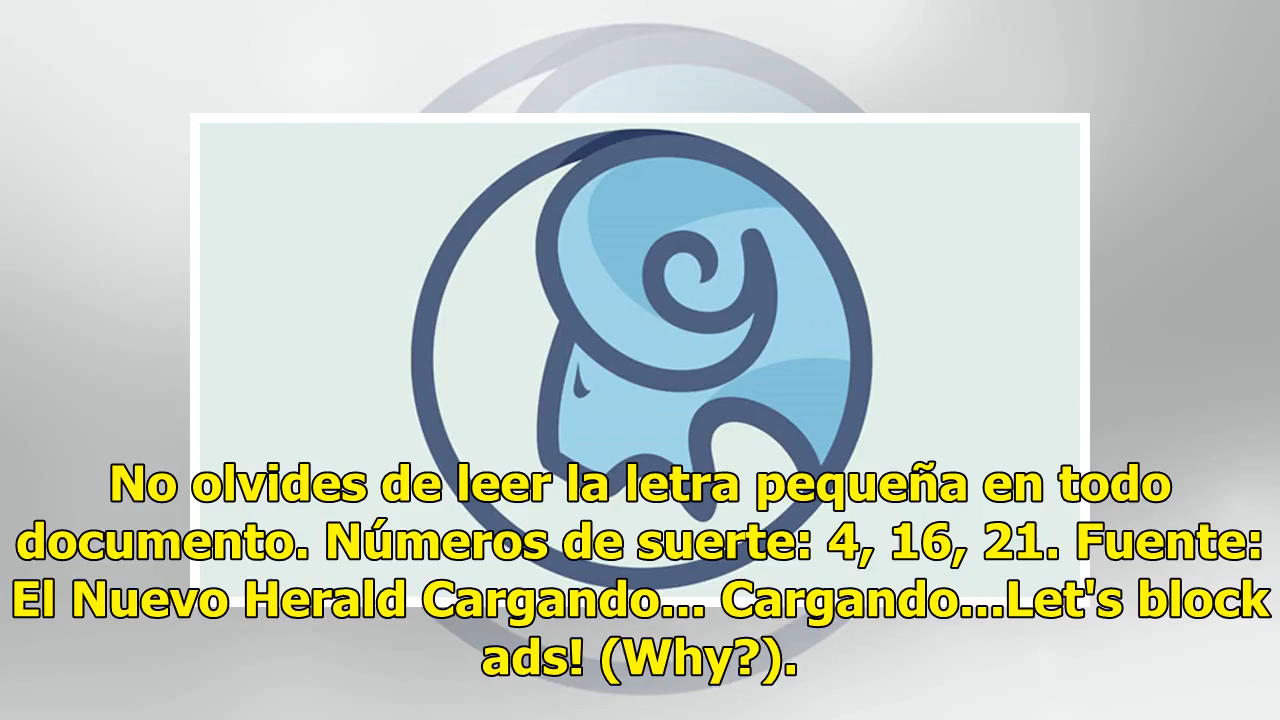 No olvides de leer la letra pequeña en todo
documento. Números de suerte: 4, 16, 21. Fuente:
El Nuevo Herald Cargando... Cargando...Let's block
ads! (Why?).